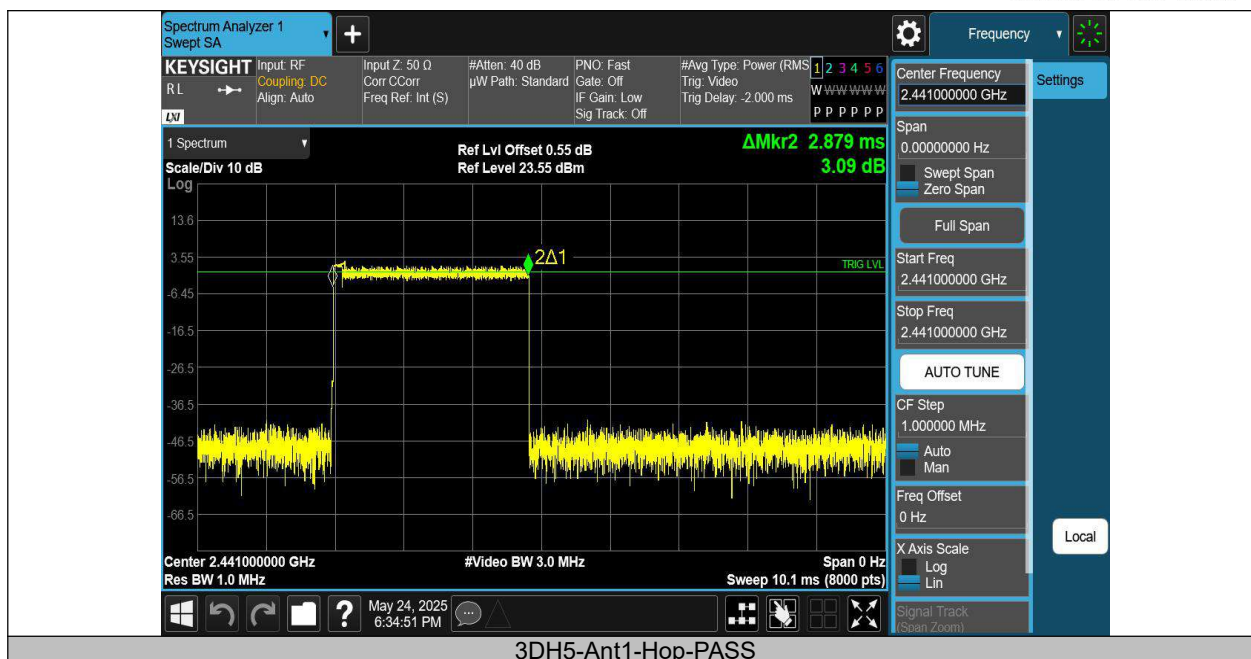 Spectrum Analyzer 1
Swept SA
+
Frequency
KEYSIGHT
RL
LXI
Input: RF
Coupling: DC
Align: Auto
Input Z: 50 Ω
Corr CCorr
Freq Ref: Int (S)
#Atten: 40 dB
µW Path: Standard
PNO: Fast
Gate: Off
IF Gain: Low
Sig Track: Off
#Avg Type: Power (RMS
Trig: Video
Trig Delay: -2.000 ms
1 2 3 4 5 6
W W W W W W
P P P P P P
1 Spectrum
Scale/Div 10 dB
Log
Ref Lvl Offset 0.55 dB
Ref Level 23.55 dBm
ΔMkr2 2.879 ms
3.09 dB
13.6
3.55
-6.45
-16.5
-26.5
-36.5
-46.5
-56.5
-66.5
2Δ1
TRIG LVL
Center 2.441000000 GHz
Res BW 1.0 MHz
#Video BW 3.0 MHz
Span 0 Hz
Sweep 10.1 ms (8000 pts)
Center Frequency
2.441000000 GHz
Settings
Span
0.00000000 Hz
Swept Span
Zero Span
Full Span
Start Freq
2.441000000 GHz
Stop Freq
2.441000000 GHz
AUTO TUNE
CF Step
1.000000 MHz
Auto
Man
Freq Offset
0 Hz
X Axis Scale
Log
Lin
Local
Signal Track
(Span Zoom)
?
May 24, 2025
6:34:51 PM
3DH5-Ant1-Hop-PASS